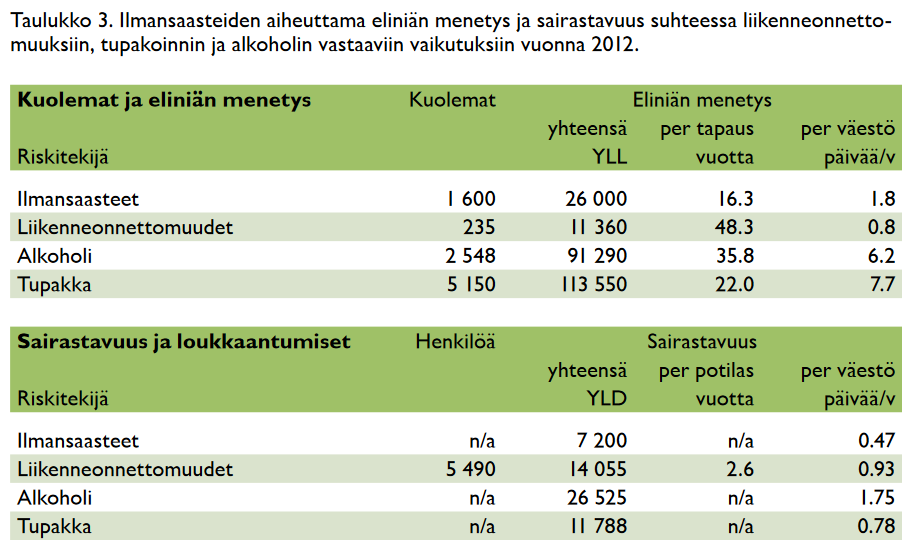 Taulukko 3. Ilmansaasteiden aiheuttama eliniän menetys ja sairastavuus suhteessa liikenneonnetto-
muuksiin, tupakoinnin ja alkoholin vastaaviin vaikutuksiin vuonna 2012.
Kuolemat ja eliniän menetys Kuolemat Eliniän menetys
yhteensä per tapaus per väestö
Riskitekijä YLL vuotta päivää/v
Ilmansaasteet 1 600 26 000 16.3 1.8
Liikenneonnettomuudet 235 11 360 48.3 0.8
Alkoholi 2 548 91 290 35.8 6.2
Tupakka 5 150 113 550 22.0 7.7
Sairastavuus ja loukkaantumiset Henkilöä Sairastavuus
yhteensä per potilas per väestö
Riskitekijä YLD vuotta päivää/v
Ilmansaasteet n/a 7 200 n/a 0.47
Liikenneonnettomuudet 5 490 14 055 2.6 0.93
Alkoholi n/a 26 525 n/a 1.75
Tupakka n/a 11 788 n/a 0.78